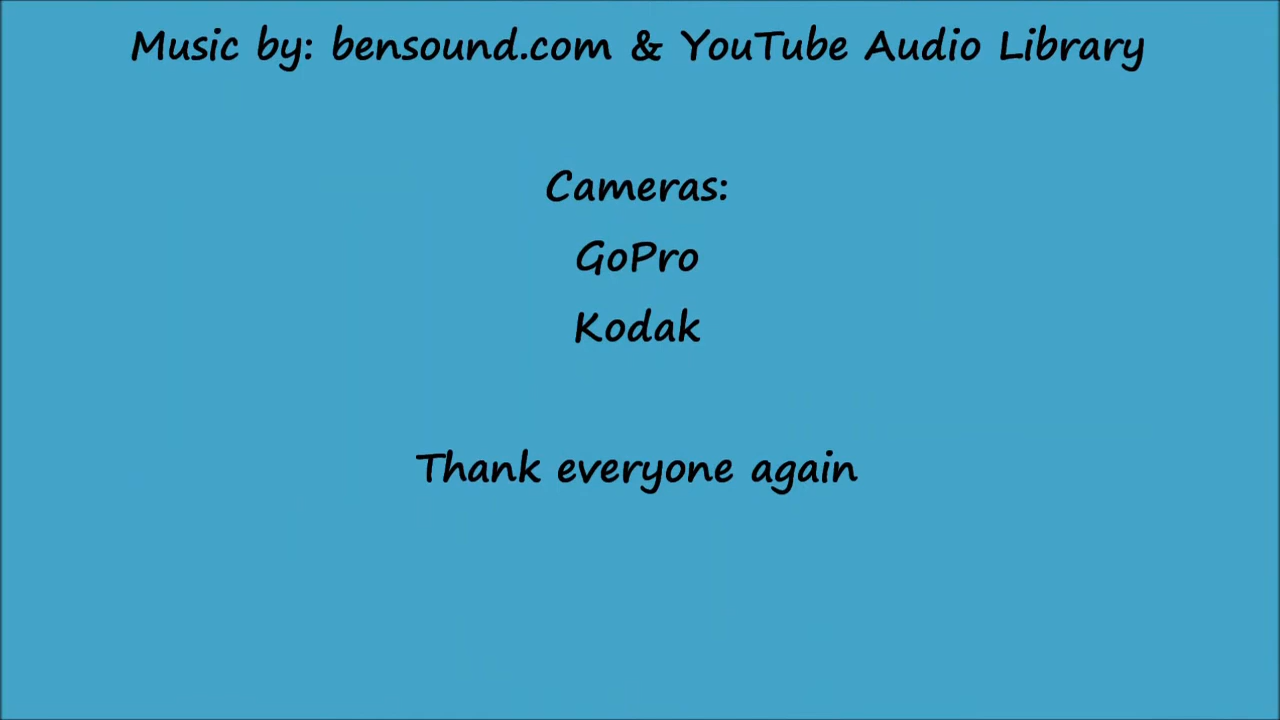 Music by: bensound.com & YouTube Audio Library
Cameras:
GoPro
Kodak
Thank everyone again